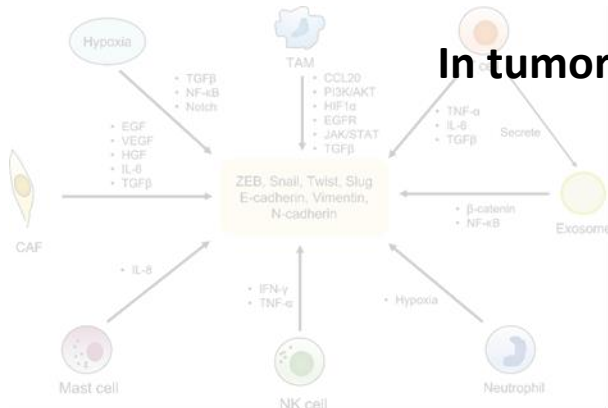 Hypoxia
TAM
In tumor
cell
TGFβ
NF-κB
Notch
CCL20
PI3K/AKT
HIF1α
EGFR
JAK/STAT
TGFβ
TNF-α
IL-6
TGFβ
Secrete
EGF
VEGF
HGF
IL-6
TGFβ
ZEB, Snail, Twist, Slug
E-cadherin, Vimentin,
N-cadherin
CAF
β-catenin
NF-κB
Exosome
IL-8
IFN-γ
TNF-α
Hypoxia
Mast cell
NK cell
Neutrophil